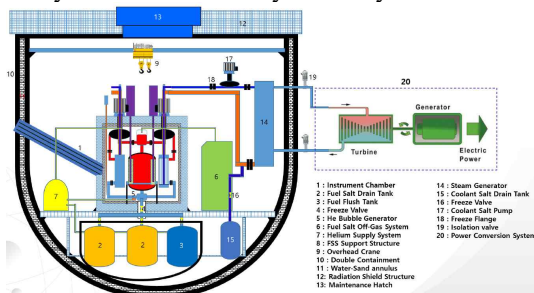 13
12
17
18
9
10
14
19
20
Generator
Turbine
Electric
Power
1
6
7
5
4
16
2
2
3
15
1 : Instrument Chamber
2 : Fuel Salt Drain Tank
3 : Fuel Flush Tank
4 : Freeze Valve
5 : He Bubble Generator
6 : Fuel Salt Off-Gas System
7 : Helium Supply System
8 : FSS Support Structure
9 : Overhead Crane
10 : Double Containment
11 : Water-Sand annulus
12: Radiation Shield Structure
13: Maintenance Hatch
14 : Steam Generator
15 : Coolant Salt Drain Tank
16 : Freeze Valve
17 : Coolant Salt Pump
18 : Freeze Flange
19 : Isolation valve
20 : Power Conversion System